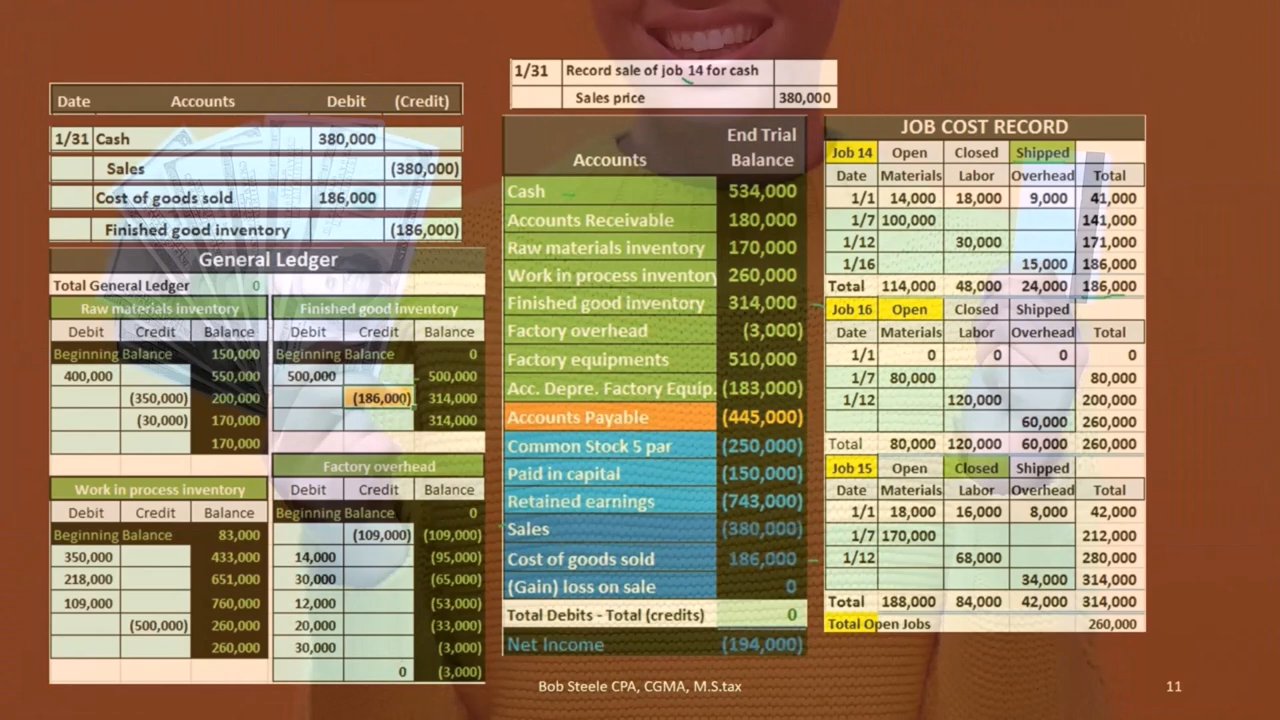 1/31 Record sale of job 14 for cash
Sales price 380,000
Date Accounts Debit (Credit)
1/31 Cash 380,000
Sales (380,000)
Cost of goods sold 186,000
Finished good inventory (186,000)
General Ledger
Total General Ledger 0
Raw materials inventory
Debit Credit Balance
Beginning Balance 150,000
400,000 550,000
(350,000) 200,000
(30,000) 170,000
170,000
Finished good inventory
Debit Credit Balance
Beginning Balance 0
500,000 500,000
(186,000) 314,000
314,000
Work in process inventory
Debit Credit Balance
Beginning Balance 83,000
350,000 433,000
218,000 651,000
109,000 760,000
(500,000) 260,000
260,000
Factory overhead
Debit Credit Balance
Beginning Balance 0
(109,000) (109,000)
14,000 (95,000)
30,000 (65,000)
12,000 (53,000)
20,000 (33,000)
30,000 (3,000)
0 (3,000)
Accounts End Trial Balance
Cash 534,000
Accounts Receivable 180,000
Raw materials inventory 170,000
Work in process inventory 260,000
Finished good inventory 314,000
Factory overhead (3,000)
Factory equipments 510,000
Acc. Depre. Factory Equip. (183,000)
Accounts Payable (445,000)
Common Stock 5 par (250,000)
Paid in capital (150,000)
Retained earnings (743,000)
Sales (380,000)
Cost of goods sold 186,000
(Gain) loss on sale 0
Total Debits - Total (credits) 0
Net Income (194,000)
JOB COST RECORD
Job 14 Open Closed Shipped
Date Materials Labor Overhead Total
1/1 14,000 18,000 9,000 41,000
1/7 100,000 141,000
1/12 30,000 171,000
1/16 15,000 186,000
Total 114,000 48,000 24,000 186,000
Job 16 Open Closed Shipped
Date Materials Labor Overhead Total
1/1 0 0 0 0
1/7 80,000 80,000
1/12 120,000 200,000
60,000 260,000
Total 80,000 120,000 60,000 260,000
Job 15 Open Closed Shipped
Date Materials Labor Overhead Total
1/1 18,000 16,000 8,000 42,000
1/7 170,000 212,000
1/12 68,000 280,000
34,000 314,000
Total 188,000 84,000 42,000 314,000
Total Open Jobs 260,000
Bob Steele CPA, CGMA, M.S.tax
11